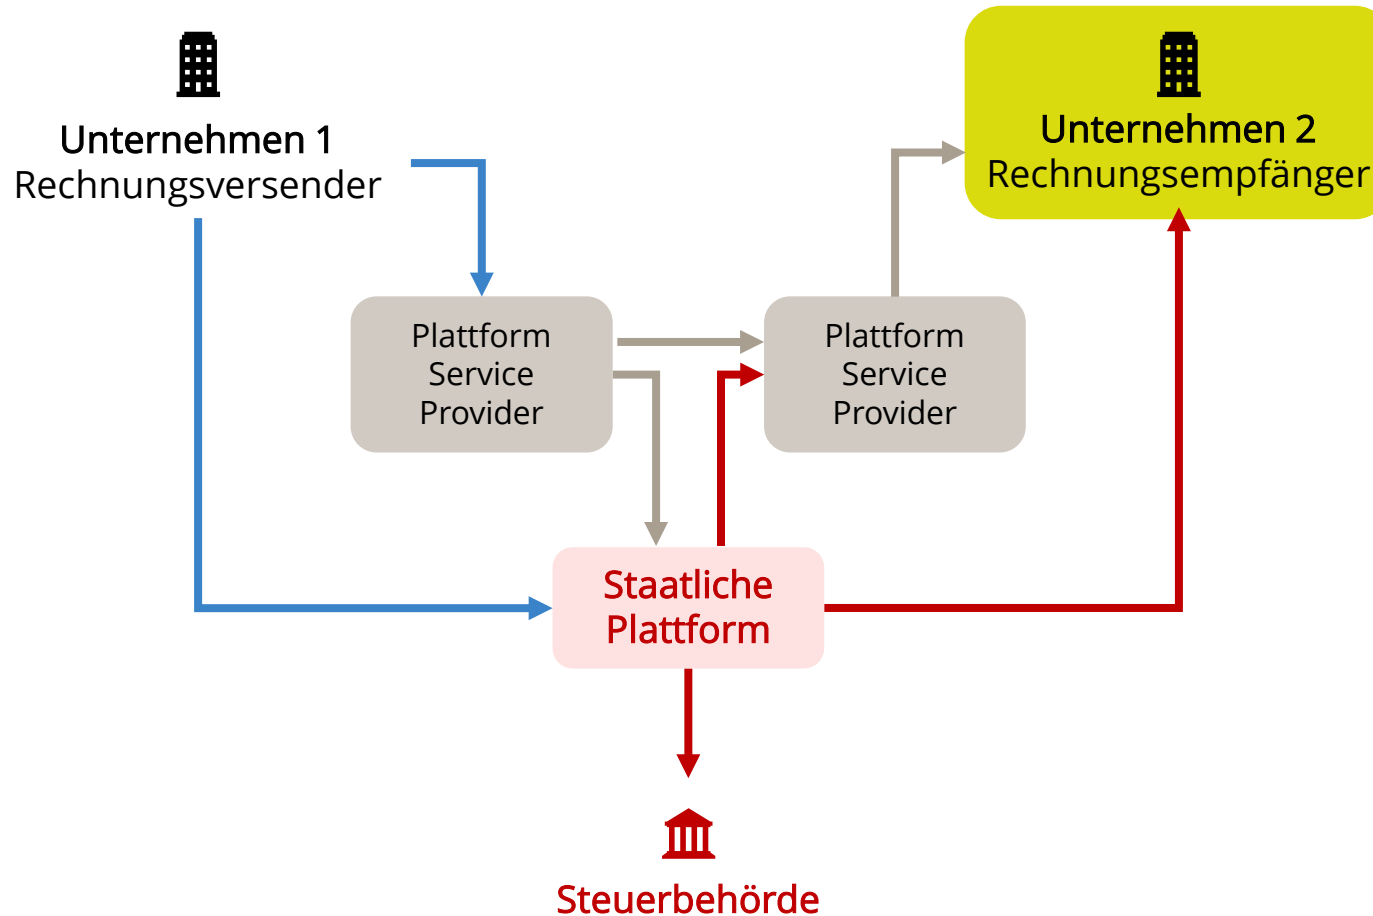 Unternehmen 1
Rechnungsversender
Unternehmen 2
Rechnungsempfänger
Plattform
Service
Provider
Plattform
Service
Provider
Staatliche
Plattform
Steuerbehörde